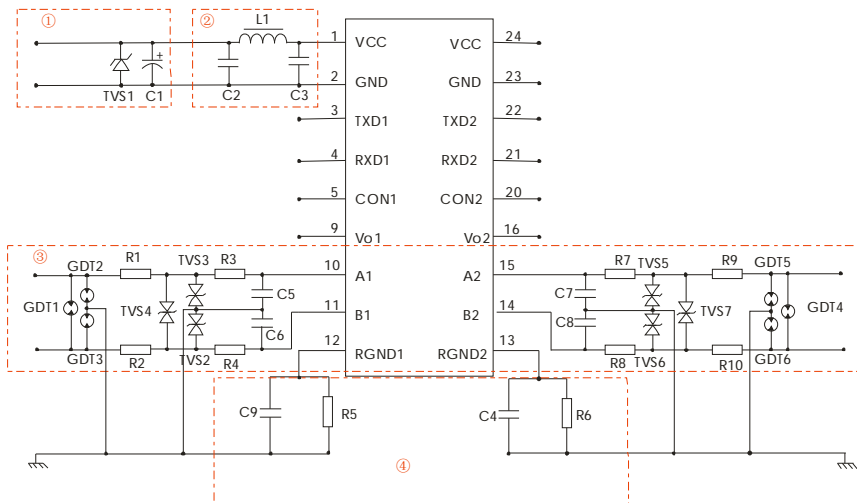 ① ② L1
1 VCC VCC 24
2 GND GND 23
TVS1 C1 C2 C3
3 TXD1 TXD2 22
4 RXD1 RXD2 21
5 CON1 CON2 20
9 Vo1 Vo2 16
③ GDT2 R1 TVS3 R3 10 A1 A2 15 R7 TVS5 R9 GDT5
GDT1 TVS4 C5 C7 TVS7 GDT4
11 B1 B2 14
C6 C8
GDT3 R2 TVS2 R4 12 RGND1 RGND2 13 R8 TVS6 R10 GDT6
C9 R5 C4 R6
④